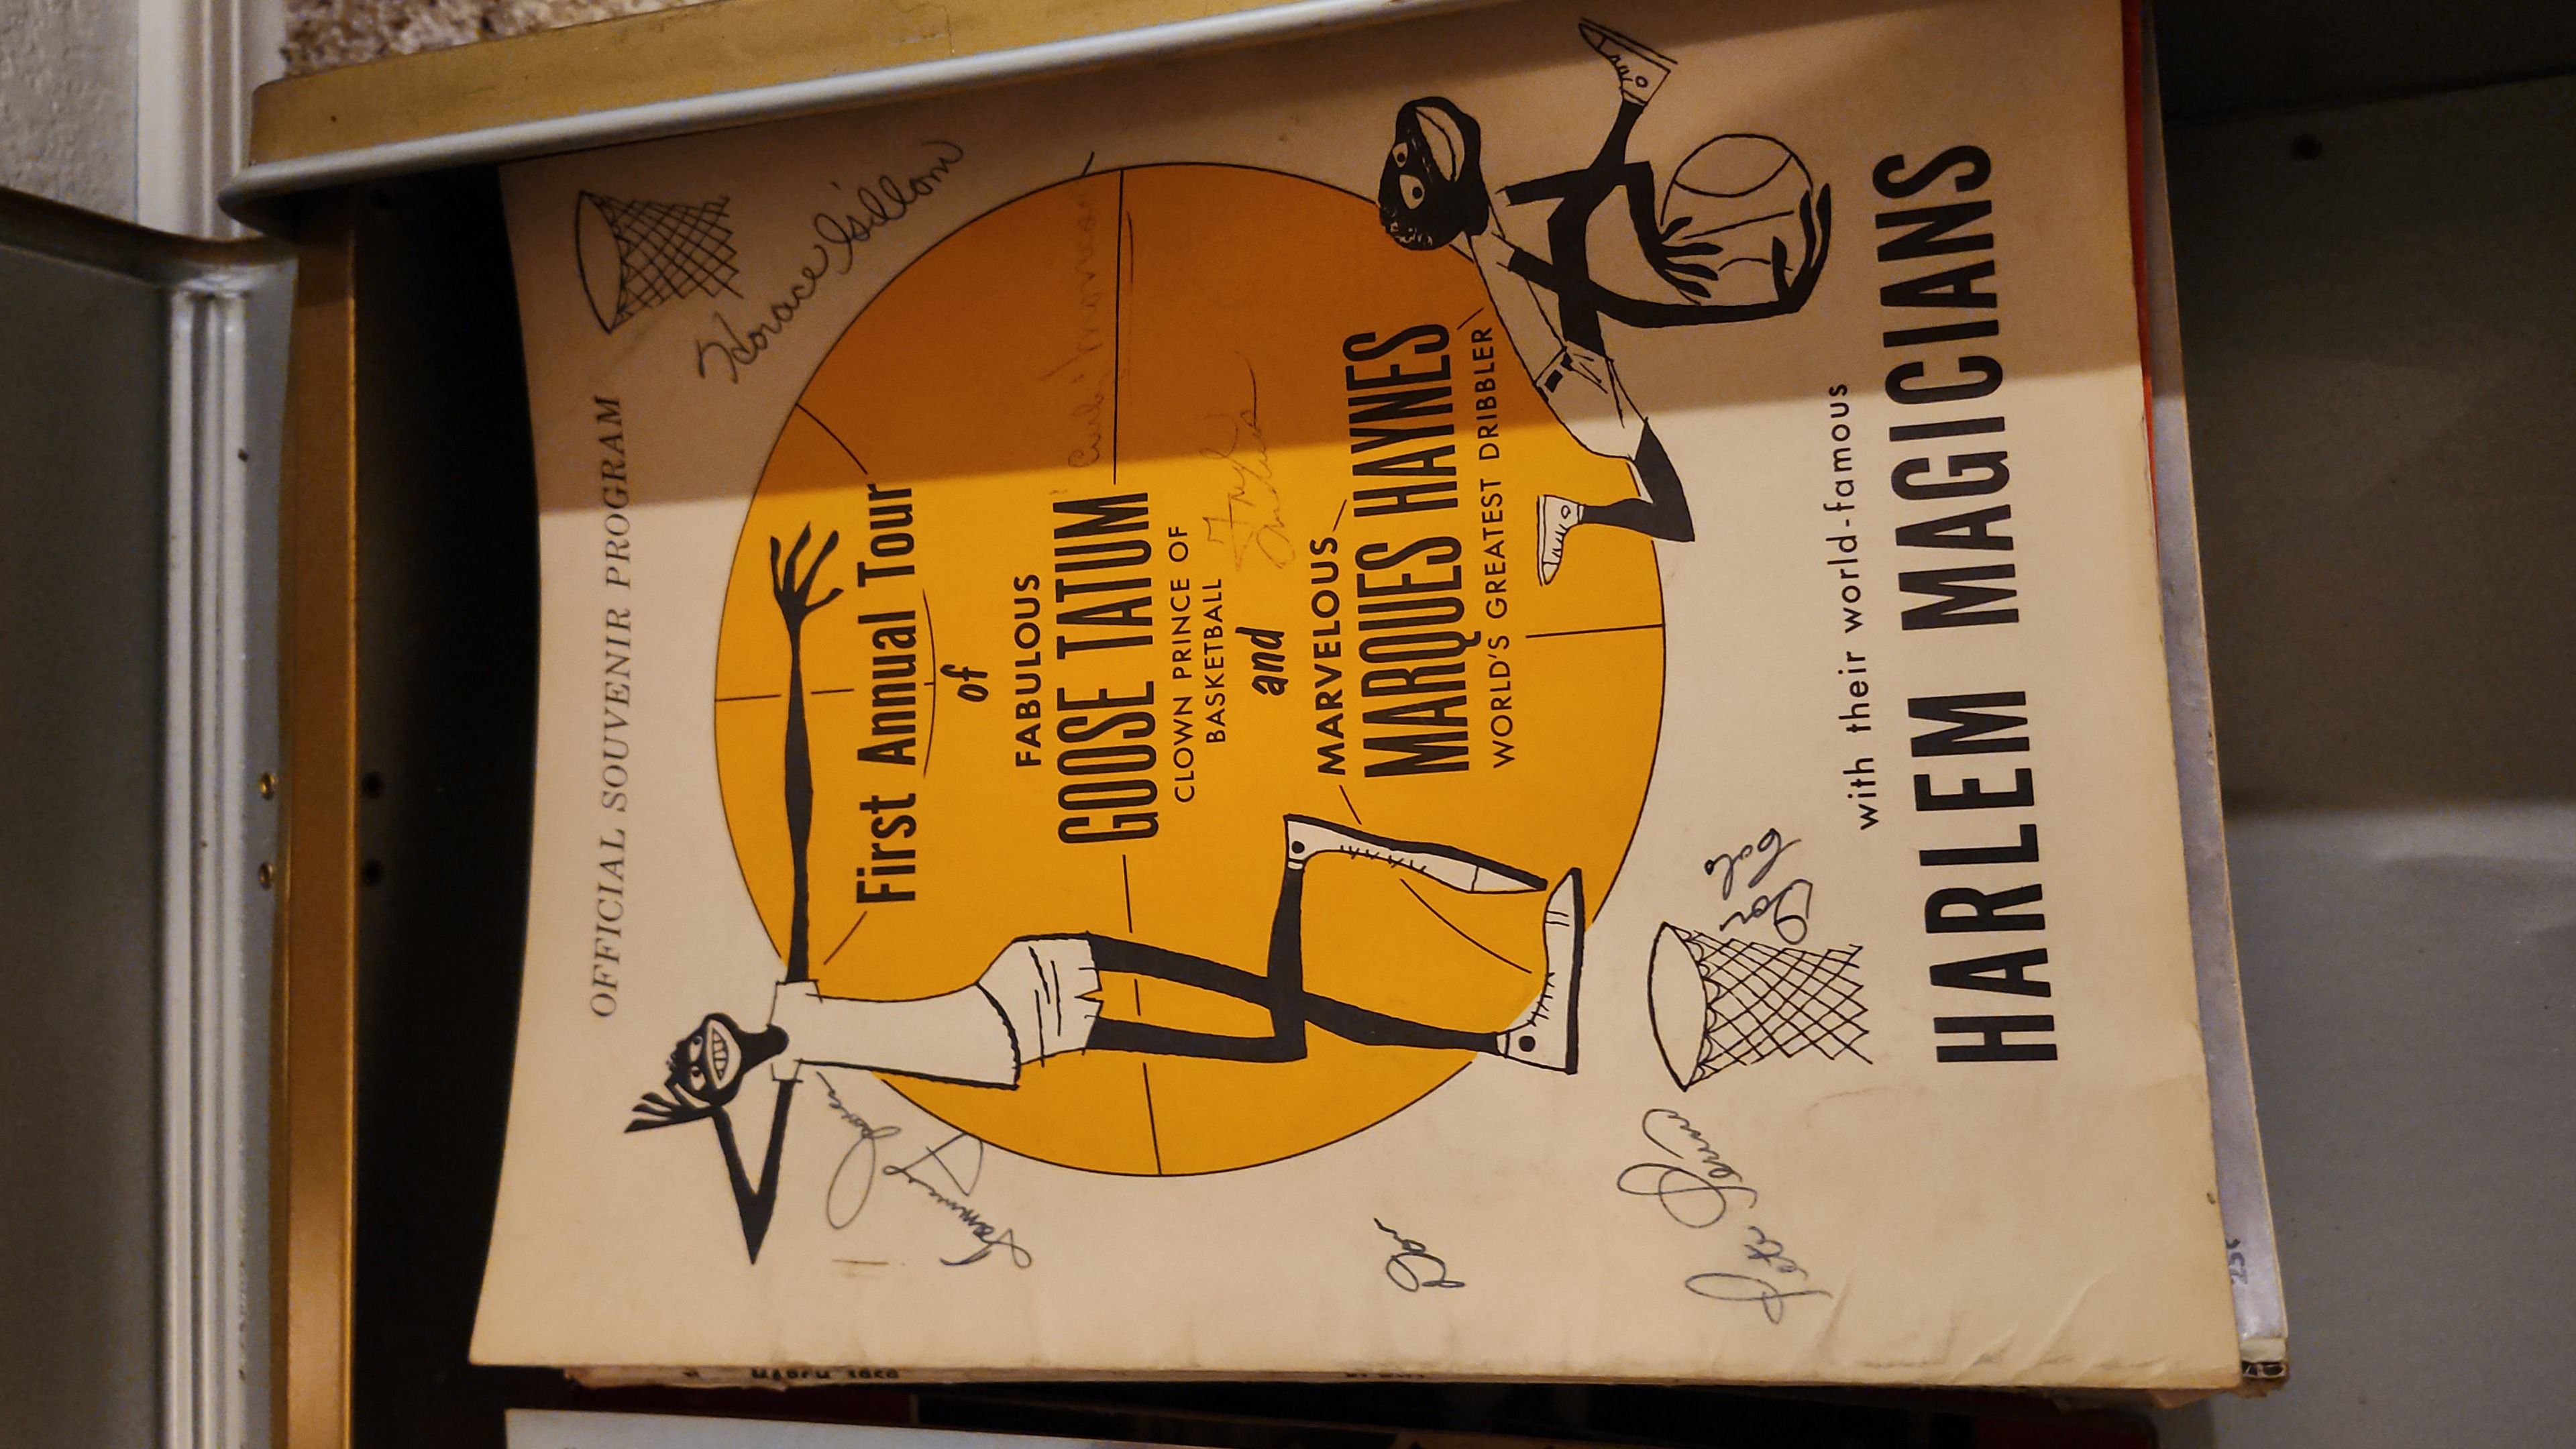 OFFICIAL SOUVENIR PROGRAM
Horace
First Annual Tour
of
FABULOUS
GOOSE TATUM
CLOWN PRINCE OF
BASKETBALL
and
MARVELOUS
MARQUES HAYNES
WORLD'S GREATEST DRIBBLER
with their world-famous
HARLEM MAGICIANS
25¢